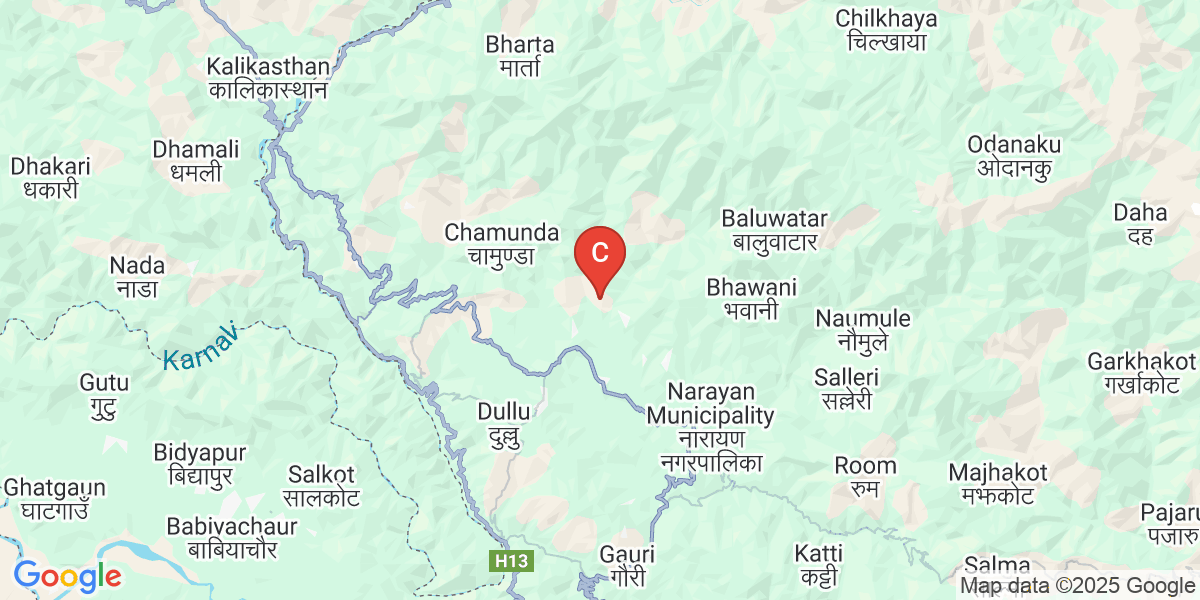 Chilkhaya
चिल्खाया
Bharta
मार्ता
Kalikasthan
कालिकास्थान
Dhamali
धमली
Odanaku
ओदानकु
Dhakari
धकारी
Daha
दह
Baluwatar
बालुवाटार
Chamunda
चामुण्डा
C
Nada
नाडा
Bhawani
भवानी
Naumule
नौमुले
Karnali
Garkhakot
गर्खाकोट
Gutu
गुटु
Salleri
सल्लेरी
Narayan
Municipality
नारायण
नगरपालिका
Dullu
दुल्लु
Bidyapur
बिद्यापुर
Salkot
सालकोट
Room
रुम
Majhakot
मझकोट
Ghatgaun
घाटगाउँ
Babivachaur
बाबियाचौर
Pajaru
पजारु
H13
Gauri
गौरी
Katti
कट्टी
Salma
Google
Map data ©2025 Google